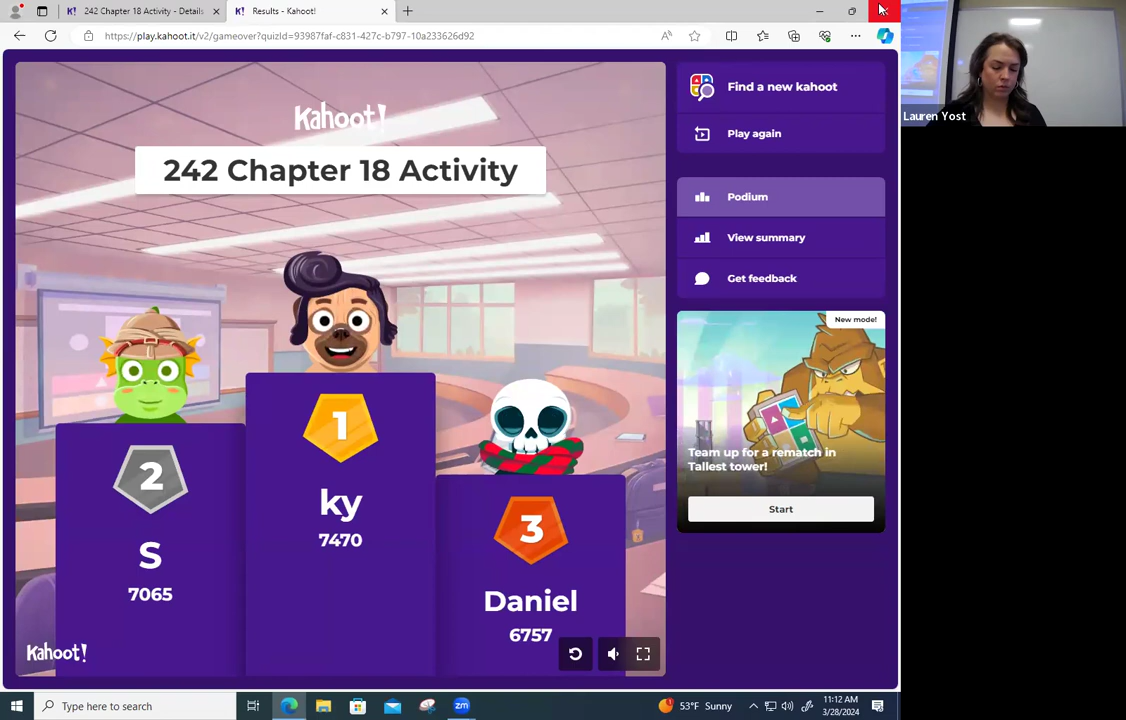 242 Chapter 18 Activity - Details
Results - Kahoot!
https://play.kahoot.it/v2/gameover?quizId=93987faf-c831-427c-b797-10a233626d92
Kahoot!
242 Chapter 18 Activity
1
ky
7470
2
S
7065
3
Daniel
6757
Kahoot!
Find a new kahoot
Play again
Podium
View summary
Get feedback
New mode!
Team up for a rematch in
Tallest tower!
Start
Lauren Yost
Type here to search
zm
53°F Sunny
11:12 AM
3/28/2024